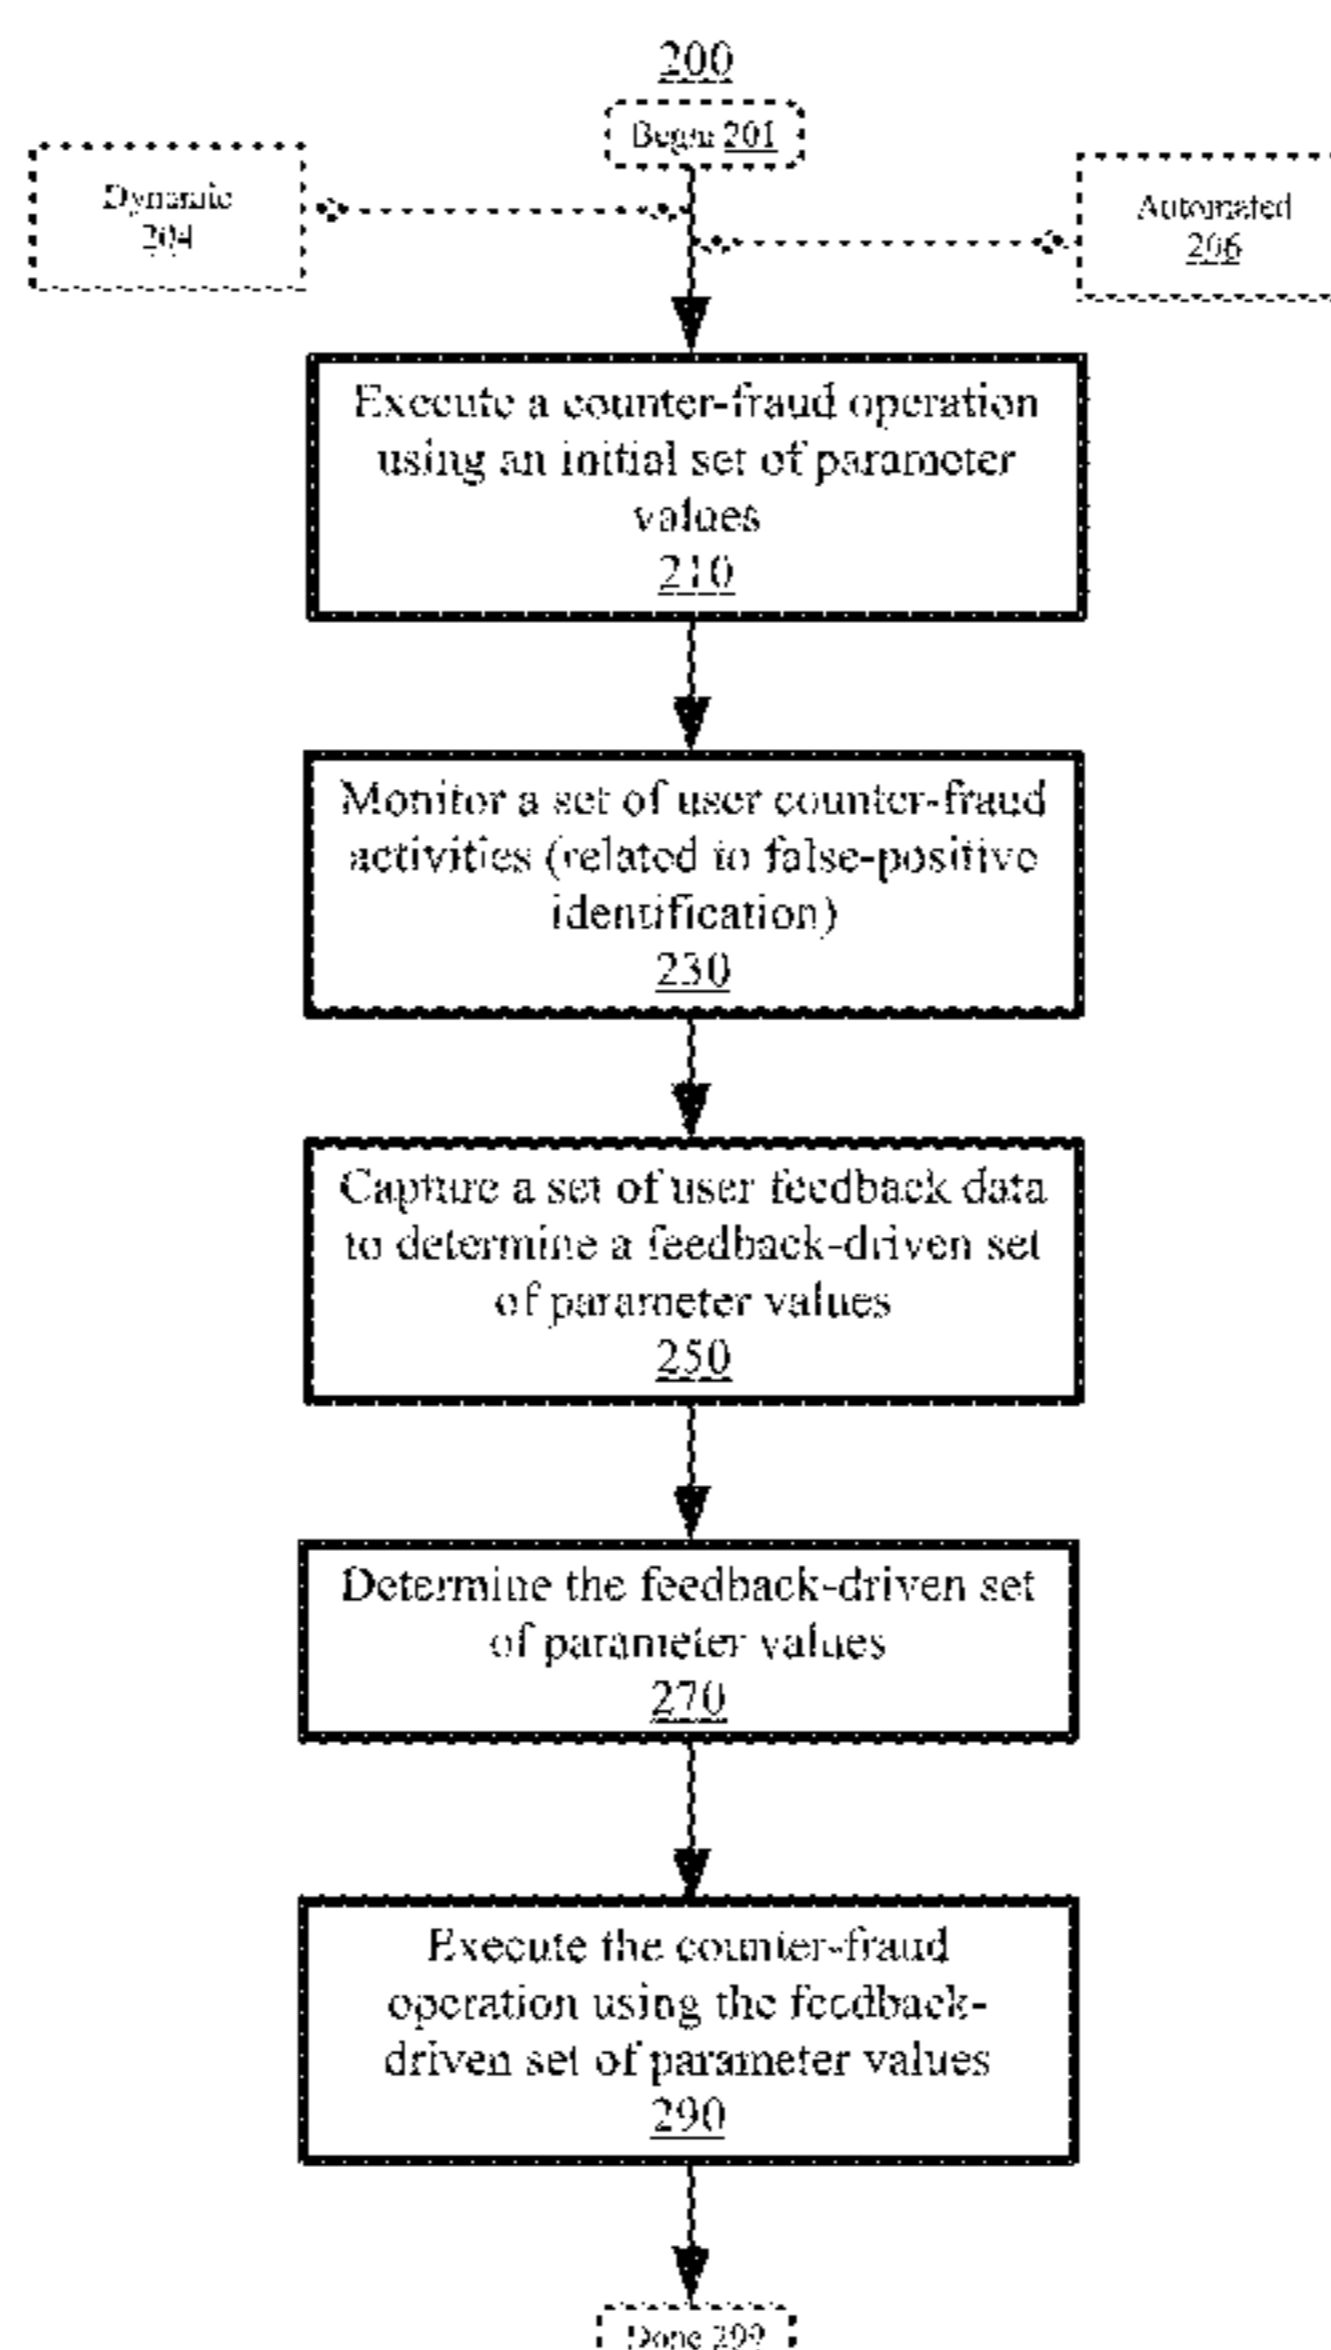 200
Begin 201
Dynamic
204
Automated
206
Execute a counter-fraud operation
using an initial set of parameter
values
210
Monitor a set of user counter-fraud
activities (related to false-positive
identification)
230
Capture a set of user feedback data
to determine a feedback-driven set
of parameter values
250
Determine the feedback-driven set
of parameter values
270
Execute the counter-fraud
operation using the feedback-
driven set of parameter values
290
Done 299